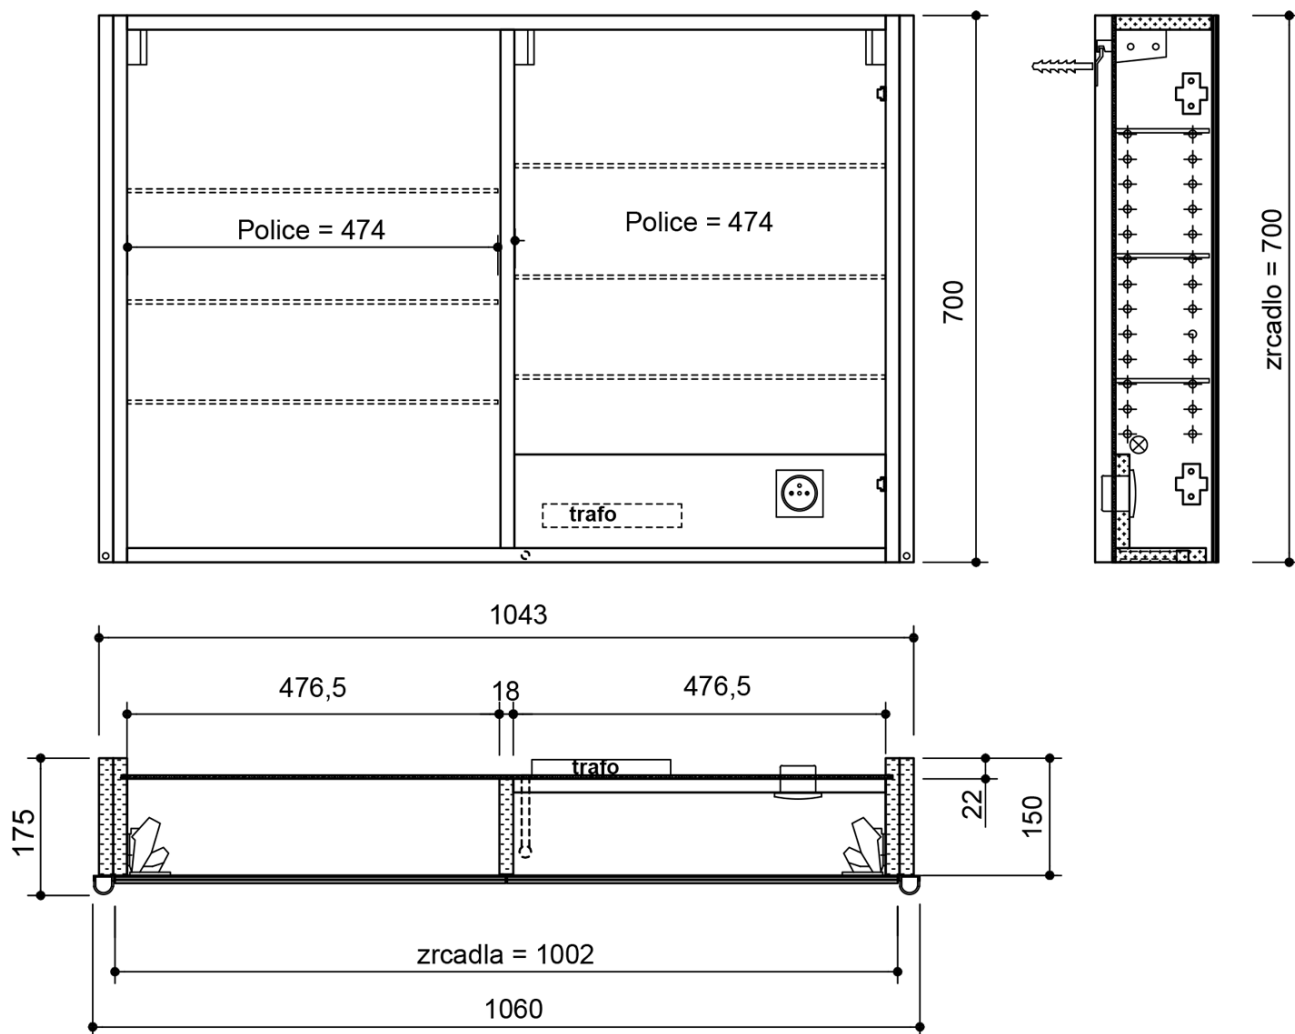 Police = 474
Police = 474
700
zrcadlo = 700
trafo
1043
476,5
18
476,5
trafo
175
22
150
zrcadla = 1002
1060